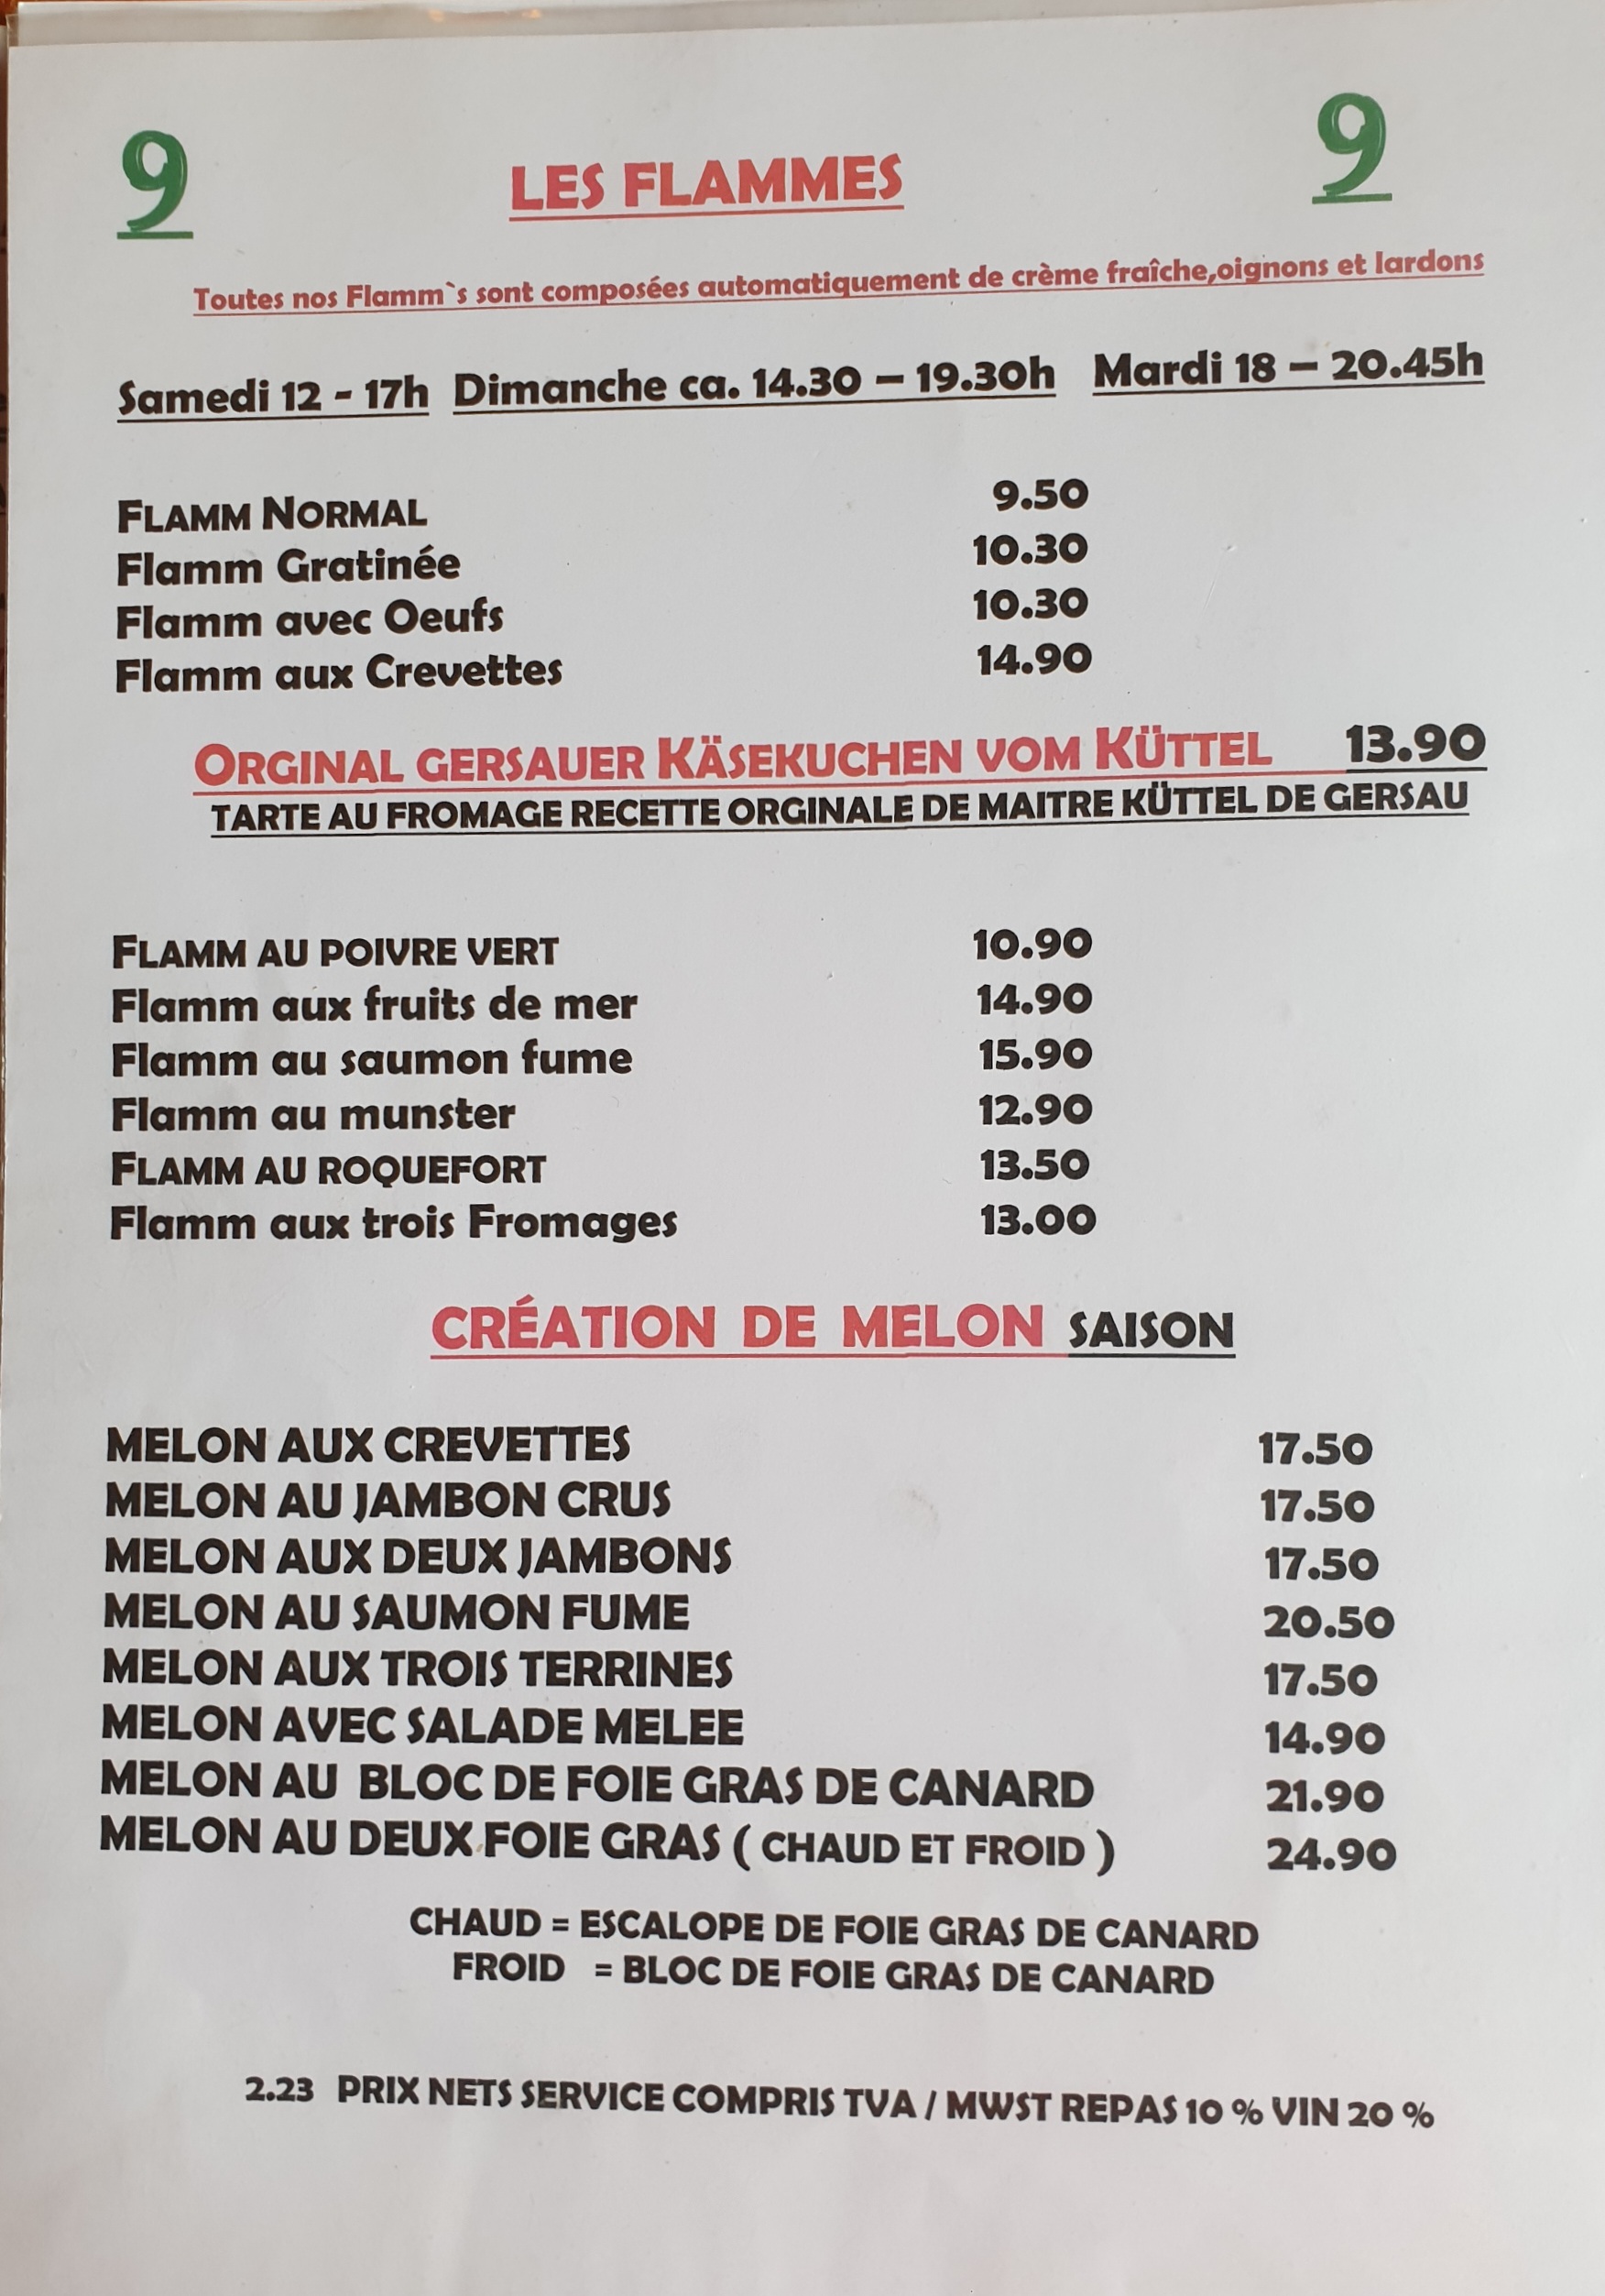 9 LES FLAMMES 9
Toutes nos Flamm`s sont composées automatiquement de crème fraîche,oignons et lardons
Samedi 12 - 17h Dimanche ca. 14.30 – 19.30h Mardi 18 – 20.45h
FLAMM NORMAL 9.50
Flamm Gratinée 10.30
Flamm avec Oeufs 10.30
Flamm aux Crevettes 14.90
ORGINAL GERSAUER KÄSEKUCHEN VOM KÜTTEL 13.90
TARTE AU FROMAGE RECETTE ORGINALE DE MAITRE KÜTTEL DE GERSAU
FLAMM AU POIVRE VERT 10.90
Flamm aux fruits de mer 14.90
Flamm au saumon fume 15.90
Flamm au munster 12.90
FLAMM AU ROQUEFORT 13.50
Flamm aux trois Fromages 13.00
CRÉATION DE MELON SAISON
MELON AUX CREVETTES 17.50
MELON AU JAMBON CRUS 17.50
MELON AUX DEUX JAMBONS 17.50
MELON AU SAUMON FUME 20.50
MELON AUX TROIS TERRINES 17.50
MELON AVEC SALADE MELEE 14.90
MELON AU BLOC DE FOIE GRAS DE CANARD 21.90
MELON AU DEUX FOIE GRAS ( CHAUD ET FROID ) 24.90
CHAUD = ESCALOPE DE FOIE GRAS DE CANARD
FROID = BLOC DE FOIE GRAS DE CANARD
2.23 PRIX NETS SERVICE COMPRIS TVA / MWST REPAS 10 % VIN 20 %